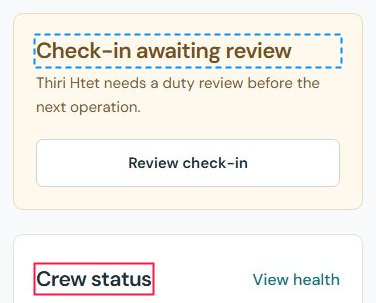 Check-in awaiting review
Thiri Htet needs a duty review before the
next operation.
Review check-in
Crew status
View health